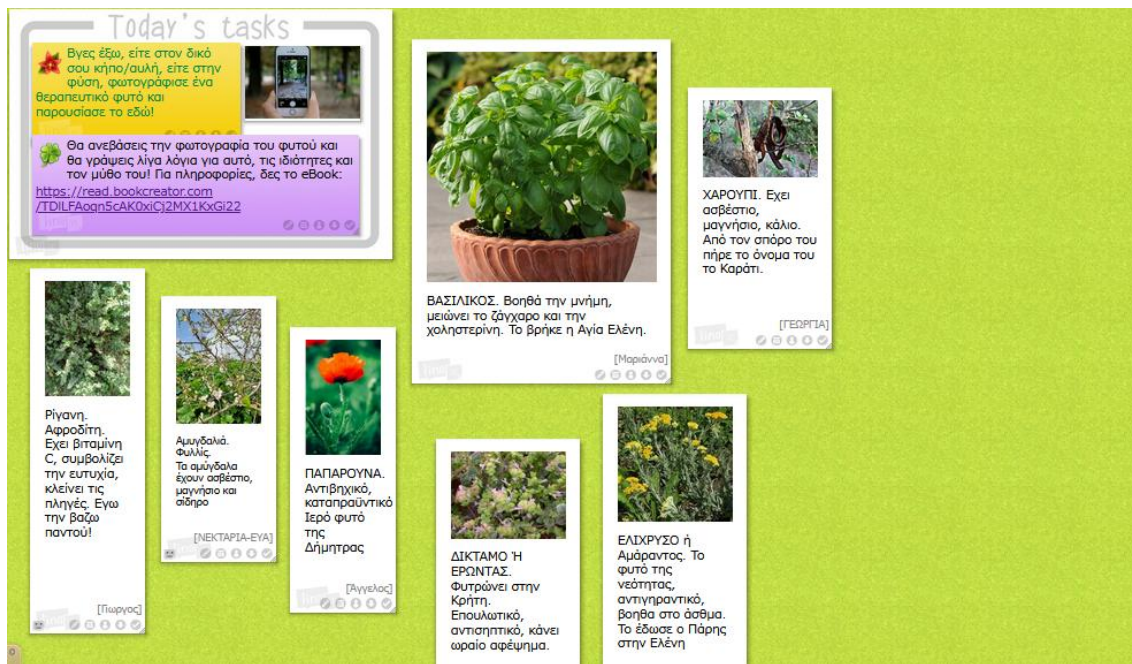 Today's tasks
Βγες έξω, είτε στον δικό
σου κήπο/αυλή, είτε στην
φύση, φωτογράφισε ένα
θεραπευτικό φυτό και
παρουσίασε το εδώ!
Θα ανεβάσεις την φωτογραφία του φυτού και
θα γράψεις λίγα λόγια για αυτό, τις ιδιότητες και
τον μύθο του! Για πληροφορίες, δες το eBook:
https://read.bookcreator.com
/TDlLFAoqn5cAK0xiCj2MX1KxGi22
ΒΑΣΙΛΙΚΟΣ. Βοηθά την μνήμη,
μειώνει το ζάγχαρο και την
χοληστερίνη. Το βρήκε η Αγία Ελένη.
[Μαριάννα]
ΧΑΡΟΥΠΙ. Εχει
ασβέστιο,
μαγνήσιο, κάλιο.
Από τον σπόρο του
πήρε το όνομα του
το Καράτι.
[ΓΕΩΡΓΙΑ]
Ρίγανη.
Αφροδίτη.
Εχει βιταμίνη
C, συμβολίζει
την ευτυχία,
κλείνει τις
πληγές. Εγω
την βαζω
παντού!
[Γιωργος]
Αμυγδαλιά.
Φυλλίς.
Τα αμύγδαλα
έχουν ασβέστιο,
μαγνήσιο και
σίδηρο
[ΝΕΚΤΑΡΙΑ-ΕΥΑ]
ΠΑΠΑΡΟΥΝΑ.
Αντιβηχικό,
καταπραϋντικό
Ιερό φυτό
της
Δήμητρας
[Άγγελος]
ΔΙΚΤΑΜΟ Ή
ΕΡΩΝΤΑΣ.
Φυτρώνει στην
Κρήτη.
Επουλωτικό,
αντισηπτικό, κάνει
ωραίο αφέψημα.
ΕΛΙΧΡΥΣΟ ή
Αμάραντος. Το
φυτό της
νεότητας,
αντιγηραντικό,
βοηθα στο άσθμα.
Το έδωσε ο Πάρης
στην Ελένη